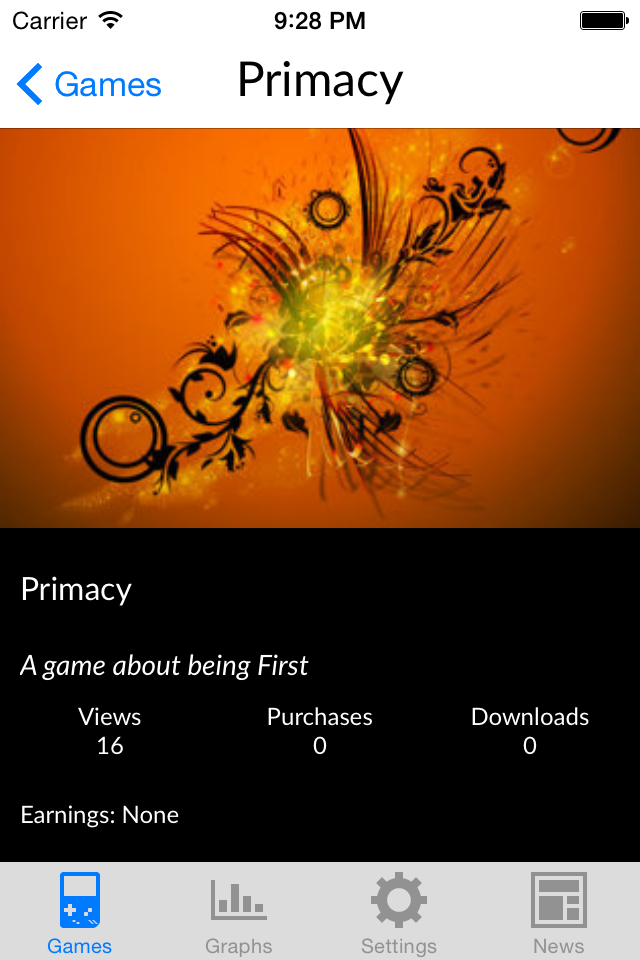 Carrier 9:28 PM
Games Primacy
Primacy
A game about being First
Views Purchases Downloads
16 0 0
Earnings: None
Games Graphs Settings News